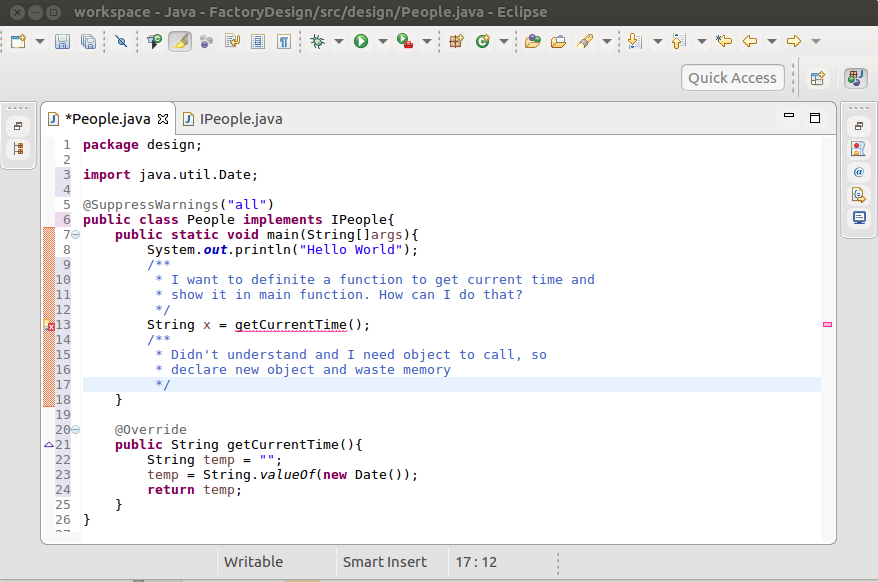 workspace - Java - FactoryDesign/src/design/People.java - Eclipse
Quick Access
*People.java
IPeople.java
1 package design;
2
3 import java.util.Date;
4
5 @SuppressWarnings("all")
6 public class People implements IPeople{
7 public static void main(String[]args){
8 System.out.println("Hello World");
9 /**
10 * I want to definite a function to get current time and
11 * show it in main function. How can I do that?
12 */
13 String x = getCurrentTime();
14 /**
15 * Didn't understand and I need object to call, so
16 * declare new object and waste memory
17 */
18 }
19
20 @Override
21 public String getCurrentTime(){
22 String temp = "";
23 temp = String.valueOf(new Date());
24 return temp;
25 }
26 }
Writable
Smart Insert
17 : 12